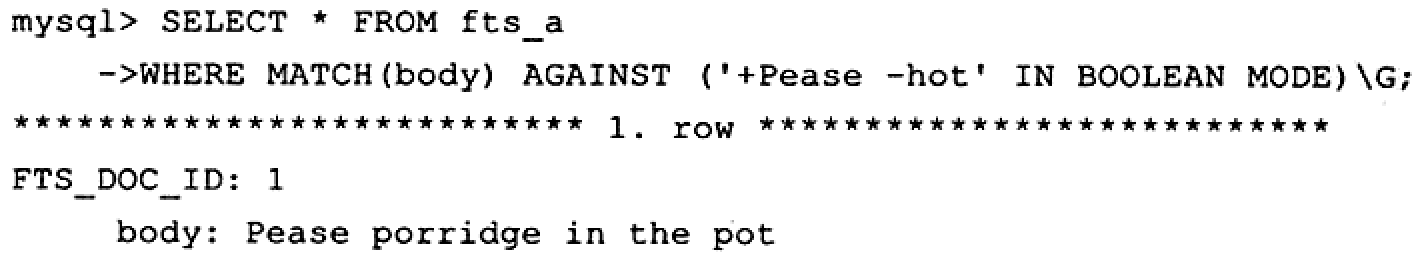 mysql> SELECT * FROM fts_a
->WHERE MATCH(body) AGAINST ('+Pease -hot' IN BOOLEAN MODE)\G;
*************************** 1. row ***************************
FTS_DOC_ID: 1
body: Pease porridge in the pot